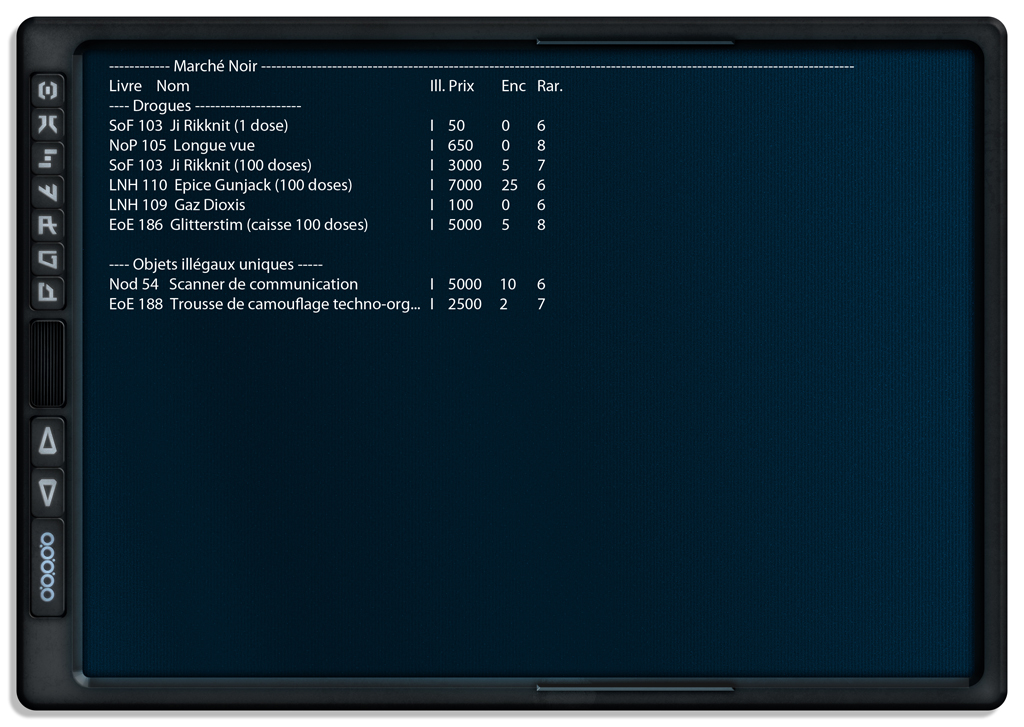 ------------ Marché Noir ----------------------------------------------------------------------------------------------------------------------
Livre Nom Ill. Prix Enc Rar.
---- Drogues ---------------------
SoF 103 Ji Rikknit (1 dose) I 50 0 6
NoP 105 Longue vue I 650 0 8
SoF 103 Ji Rikknit (100 doses) I 3000 5 7
LNH 110 Epice Gunjack (100 doses) I 7000 25 6
LNH 109 Gaz Dioxis I 100 0 6
EoE 186 Glitterstim (caisse 100 doses) I 5000 5 8
---- Objets illégaux uniques -----
Nod 54 Scanner de communication I 5000 10 6
EoE 188 Trousse de camouflage techno-org... I 2500 2 7